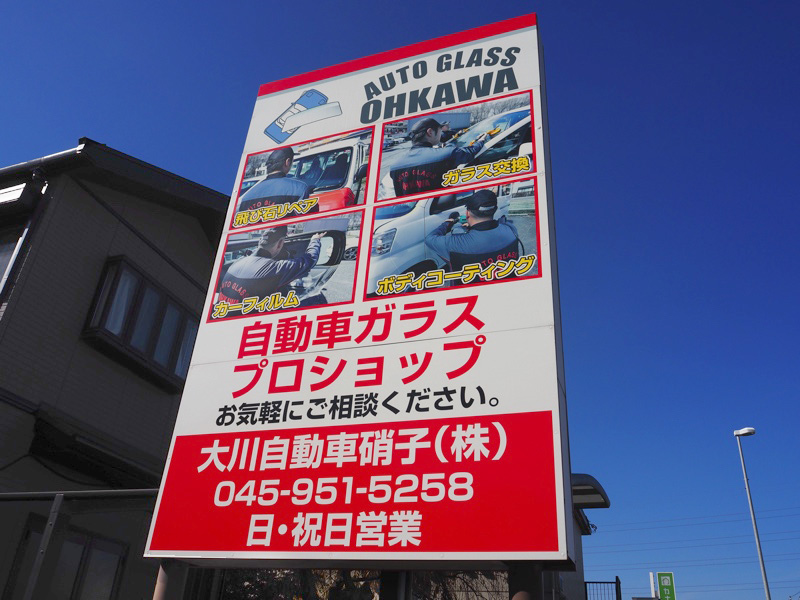 AUTO GLASS
OHKAWA
飛び石リペア
ガラス交換
カーフィルム
ボディコーティング
自動車ガラス
プロショップ
お気軽にご相談ください。
大川自動車硝子(株)
045-951-5258
日・祝日営業